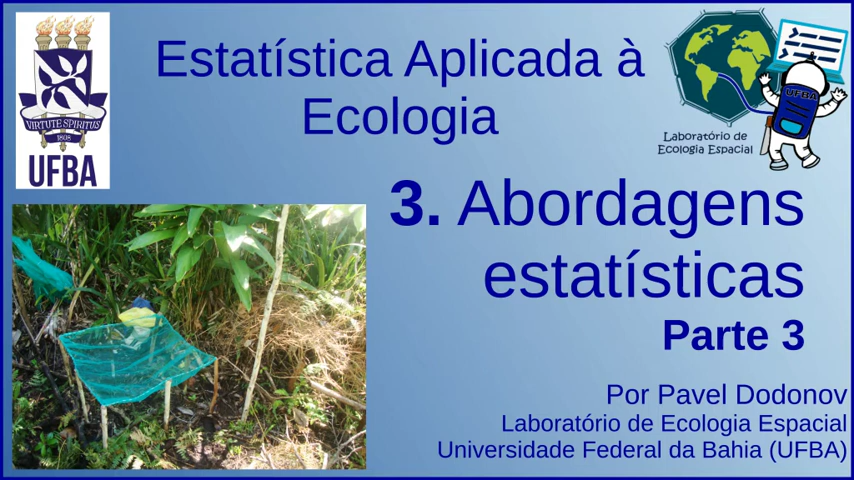 Estatística Aplicada à
Ecologia
VIRTUTE SPIRITUS
1808
UFBA
UFBA
Laboratório de
Ecologia Espacial
3. Abordagens
estatísticas
Parte 3
Por Pavel Dodonov
Laboratório de Ecologia Espacial
Universidade Federal da Bahia (UFBA)